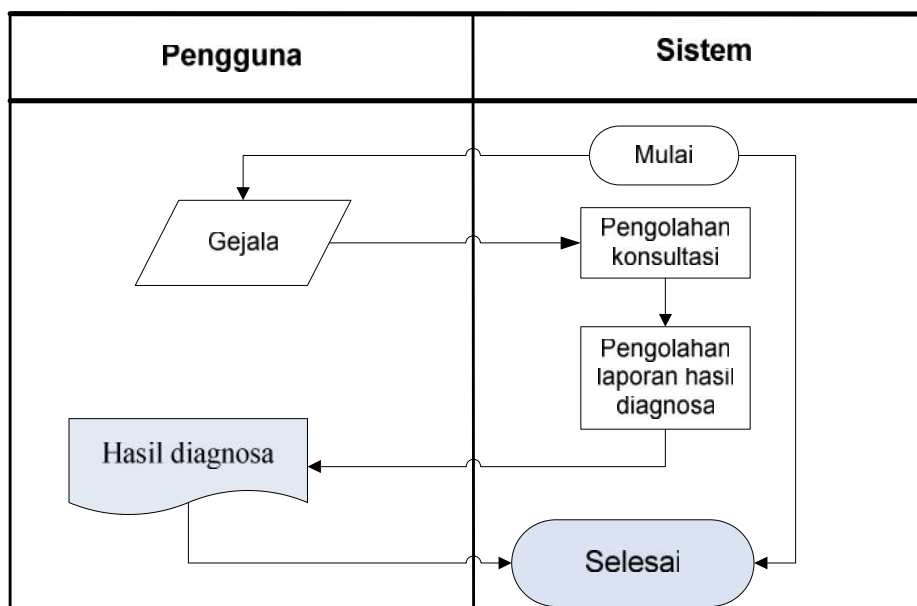 Pengguna
Sistem
Mulai
Gejala
Pengolahan
konsultasi
Pengolahan
laporan hasil
diagnosa
Hasil diagnosa
Selesai